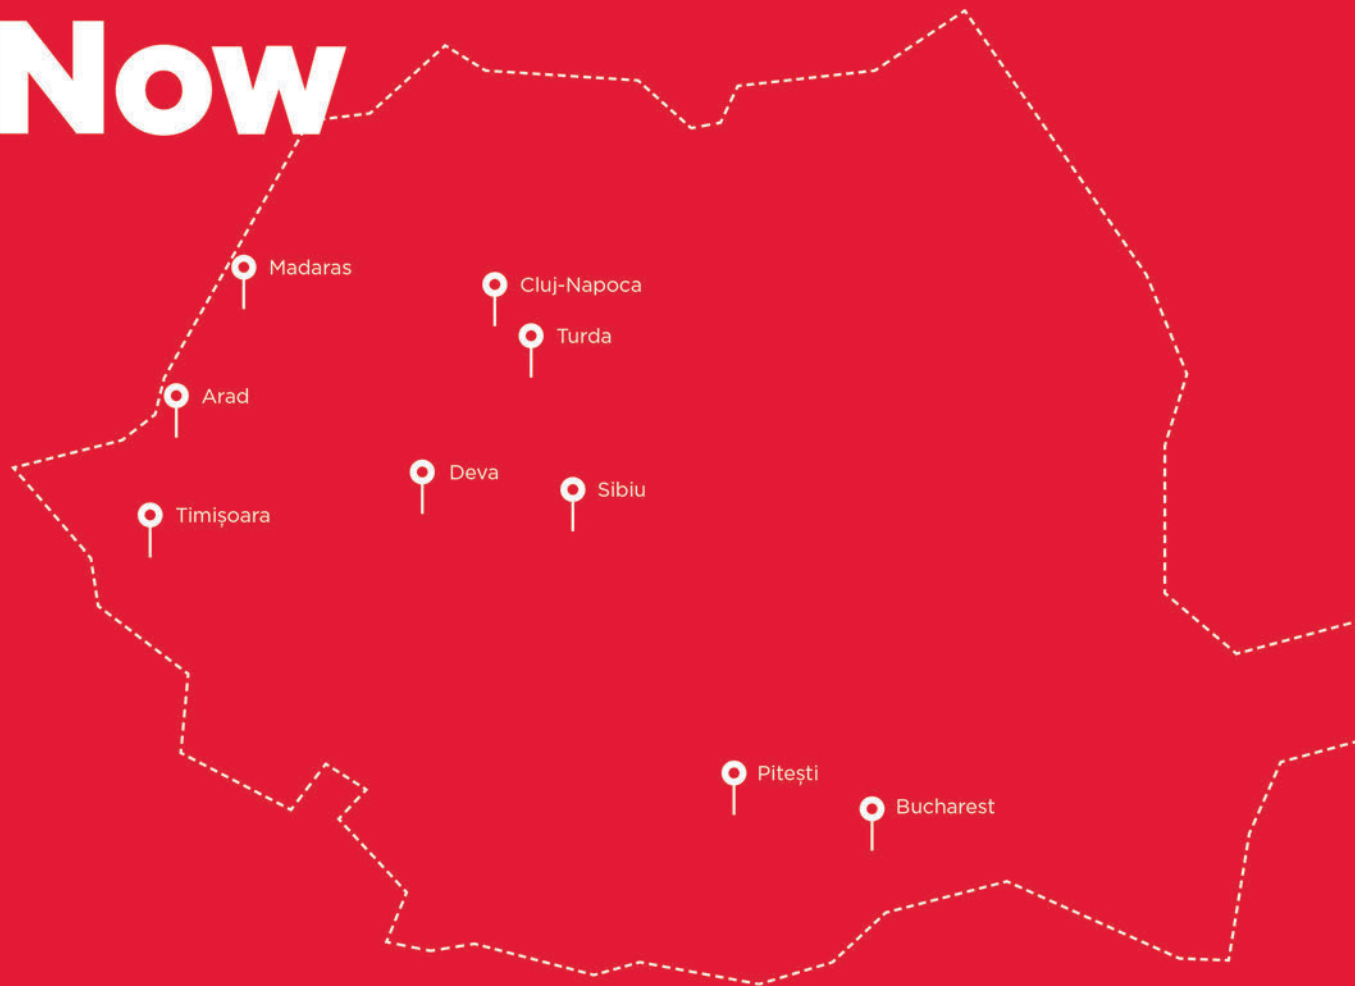 Now
Madaras
Cluj-Napoca
Turda
Arad
Deva
Sibiu
Timișoara
Pitești
Bucharest